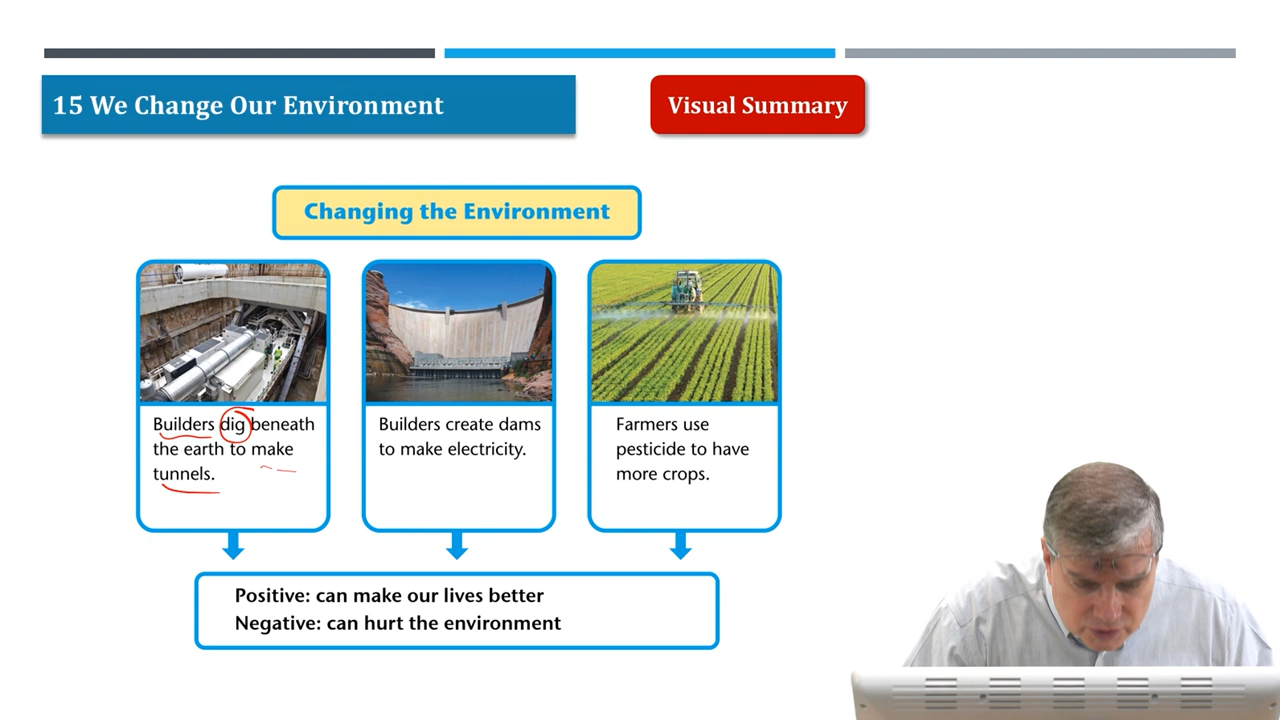 15 We Change Our Environment
Visual Summary
Changing the Environment
Builders dig beneath
the earth to make
tunnels.
Builders create dams
to make electricity.
Farmers use
pesticide to have
more crops.
Positive: can make our lives better
Negative: can hurt the environment